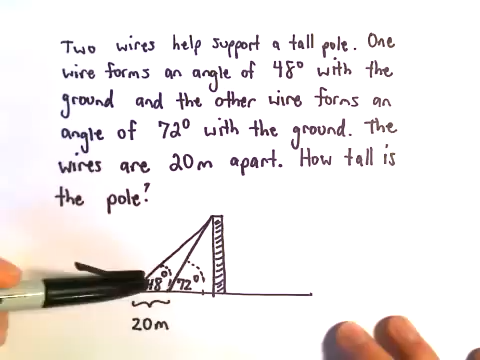 Two wires help support a tall pole. One
wire forms an angle of 48° with the
ground and the other wire forms an
angle of 72° with the ground. The
wires are 20m apart. How tall is
the pole?
48° 72°
20m